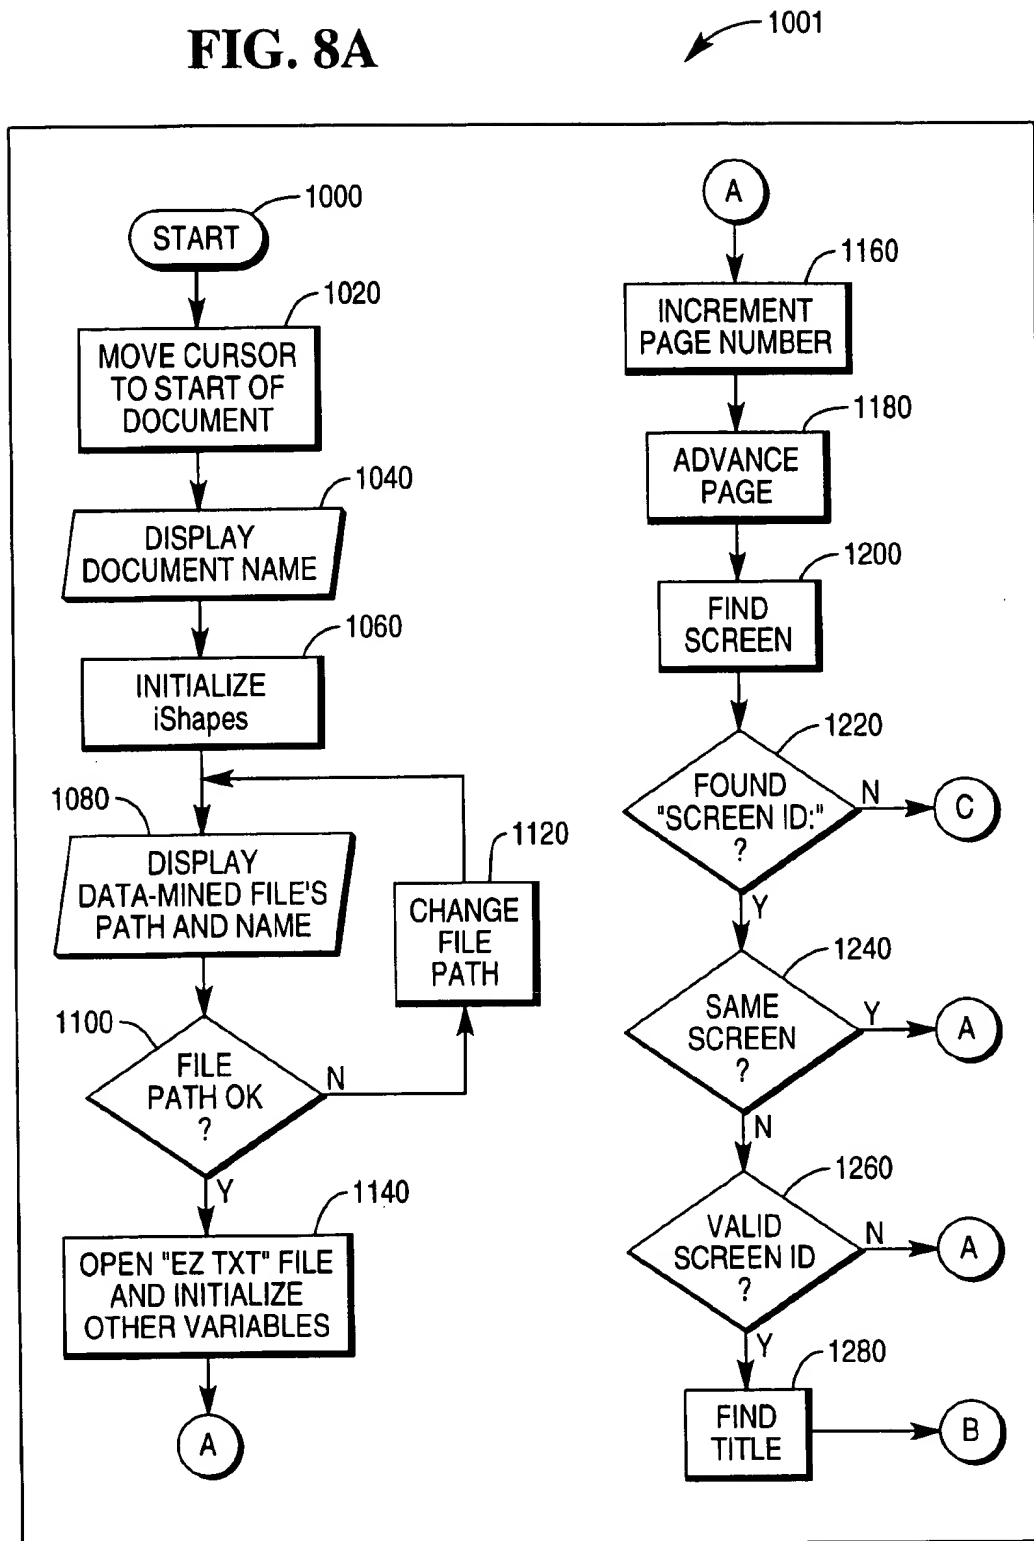 FIG. 8A
1001
1000
START
1020
MOVE CURSOR
TO START OF
DOCUMENT
1040
DISPLAY
DOCUMENT NAME
1060
INITIALIZE
iShapes
1080
DISPLAY
DATA-MINED FILE'S
PATH AND NAME
1120
CHANGE
FILE
PATH
1100
FILE
PATH OK
?
N
Y
1140
OPEN "EZ TXT" FILE
AND INITIALIZE
OTHER VARIABLES
A
A
1160
INCREMENT
PAGE NUMBER
1180
ADVANCE
PAGE
1200
FIND
SCREEN
1220
FOUND
"SCREEN ID:"
?
N
C
Y
1240
SAME
SCREEN
?
Y
A
N
1260
VALID
SCREEN ID
?
N
A
Y
1280
FIND
TITLE
B